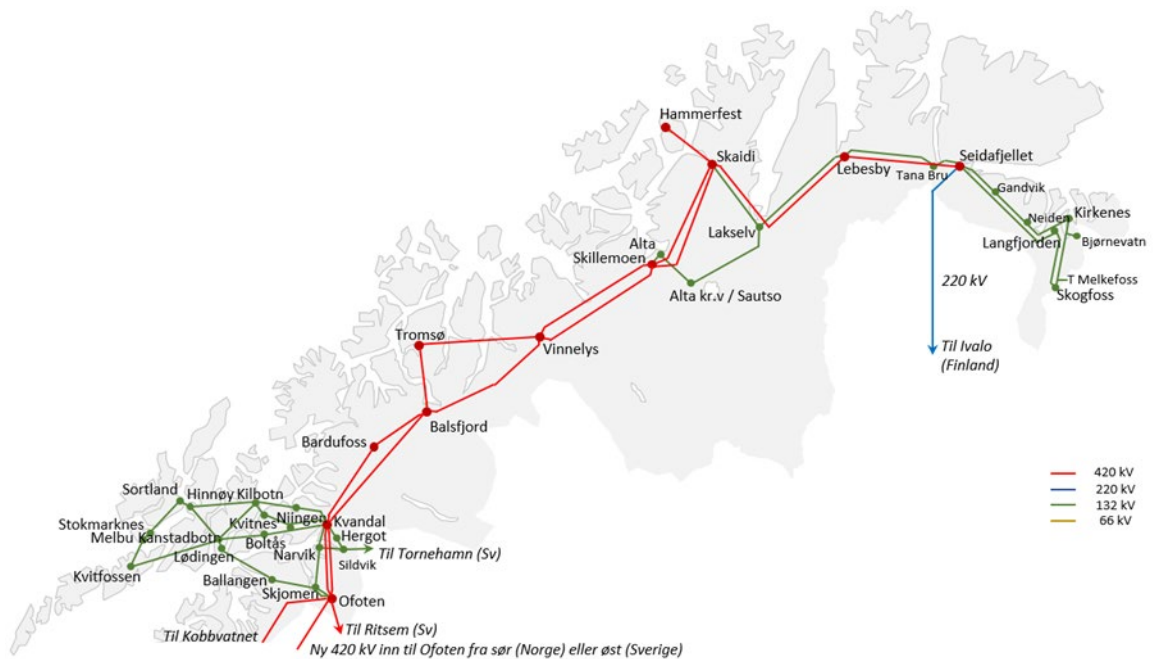 Hammerfest
Skaidi
Lebesby
Seidafjellet
Tana Bru
Gandvik
Neiden
Kirkenes
Langfjorden
Bjørnevatn
T Melkefoss
Skogfoss
Lakselv
Alta
Skillemoen
Alta kr.v / Sautso
220 kV
Til Ivalo
(Finland)
Tromsø
Vinnelys
Balsfjord
Bardufoss
Sortland
Hinnøy
Kilbotn
Stokmarknes
Melbu
Kanstadbotn
Kvitnes
Niingen
Kvandal
Hergot
Boltås
Lødingen
Narvik
Sildvik
Til Tornehamn (Sv)
Kvitfossen
Ballangen
Skjomen
Ofoten
Til Kobbvatnet
Til Ritsem (Sv)
Ny 420 kV inn til Ofoten fra sør (Norge) eller øst (Sverige)
420 kV
220 kV
132 kV
66 kV